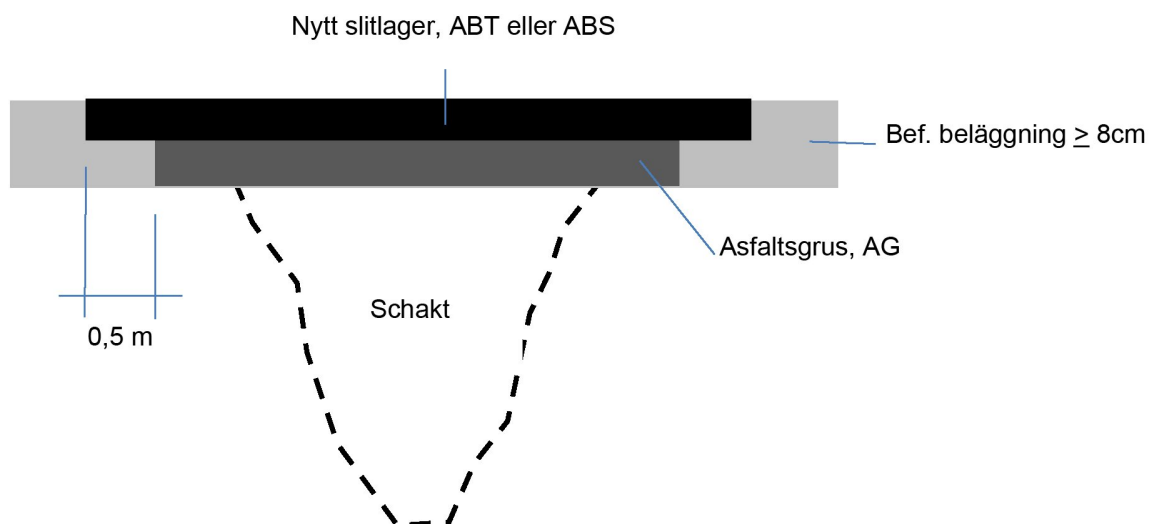 Nytt slitlager, ABT eller ABS
Bef. beläggning ≥ 8cm
Asfaltsgrus, AG
Schakt
0,5 m